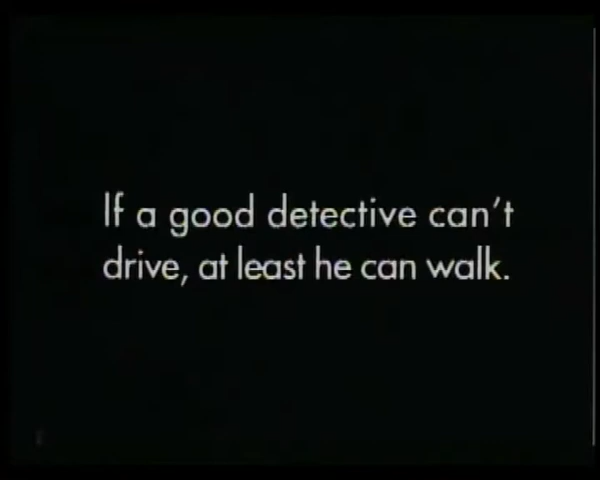 If a good detective can't
drive, at least he can walk.